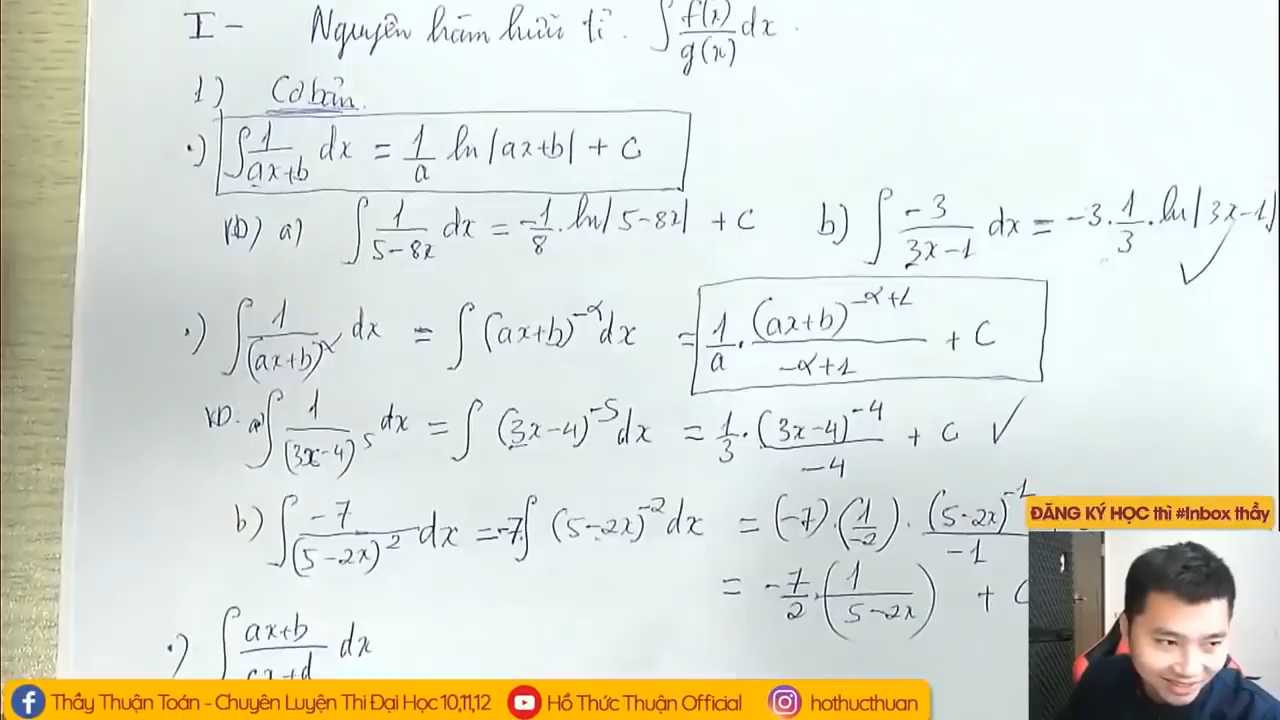 I – Nguyên hàm hữu tỉ. ∫ f(x)/g(x) dx.
1) Cơ bản.
•) ∫ 1/(ax+b) dx = 1/a ln|ax+b| + C
VD) a) ∫ 1/(5-8x) dx = -1/8 . ln|5-8x| + C b) ∫ -3/(3x-1) dx = -3 . 1/3 . ln|3x-1| ✓
•) ∫ 1/(ax+b)^α dx = ∫ (ax+b)^-α dx = 1/a . (ax+b)^(-α+1)/(-α+1) + C
VD. a) ∫ 1/(3x-4)^5 dx = ∫ (3x-4)^-5 dx = 1/3 . (3x-4)^-4/-4 + C ✓
b) ∫ -7/(5-2x)^2 dx = -7. ∫ (5-2x)^-2 dx = (-7) . (1/-2) . (5-2x)^-1/-1
= -7/2 . (1/(5-2x)) + C
•) ∫ (ax+b)/(cx+d) dx
ĐĂNG KÝ HỌC thì #Inbox thầy
Thầy Thuận Toán - Chuyên Luyện Thi Đại Học 10,11,12 Hồ Thức Thuận Official hothucthuan